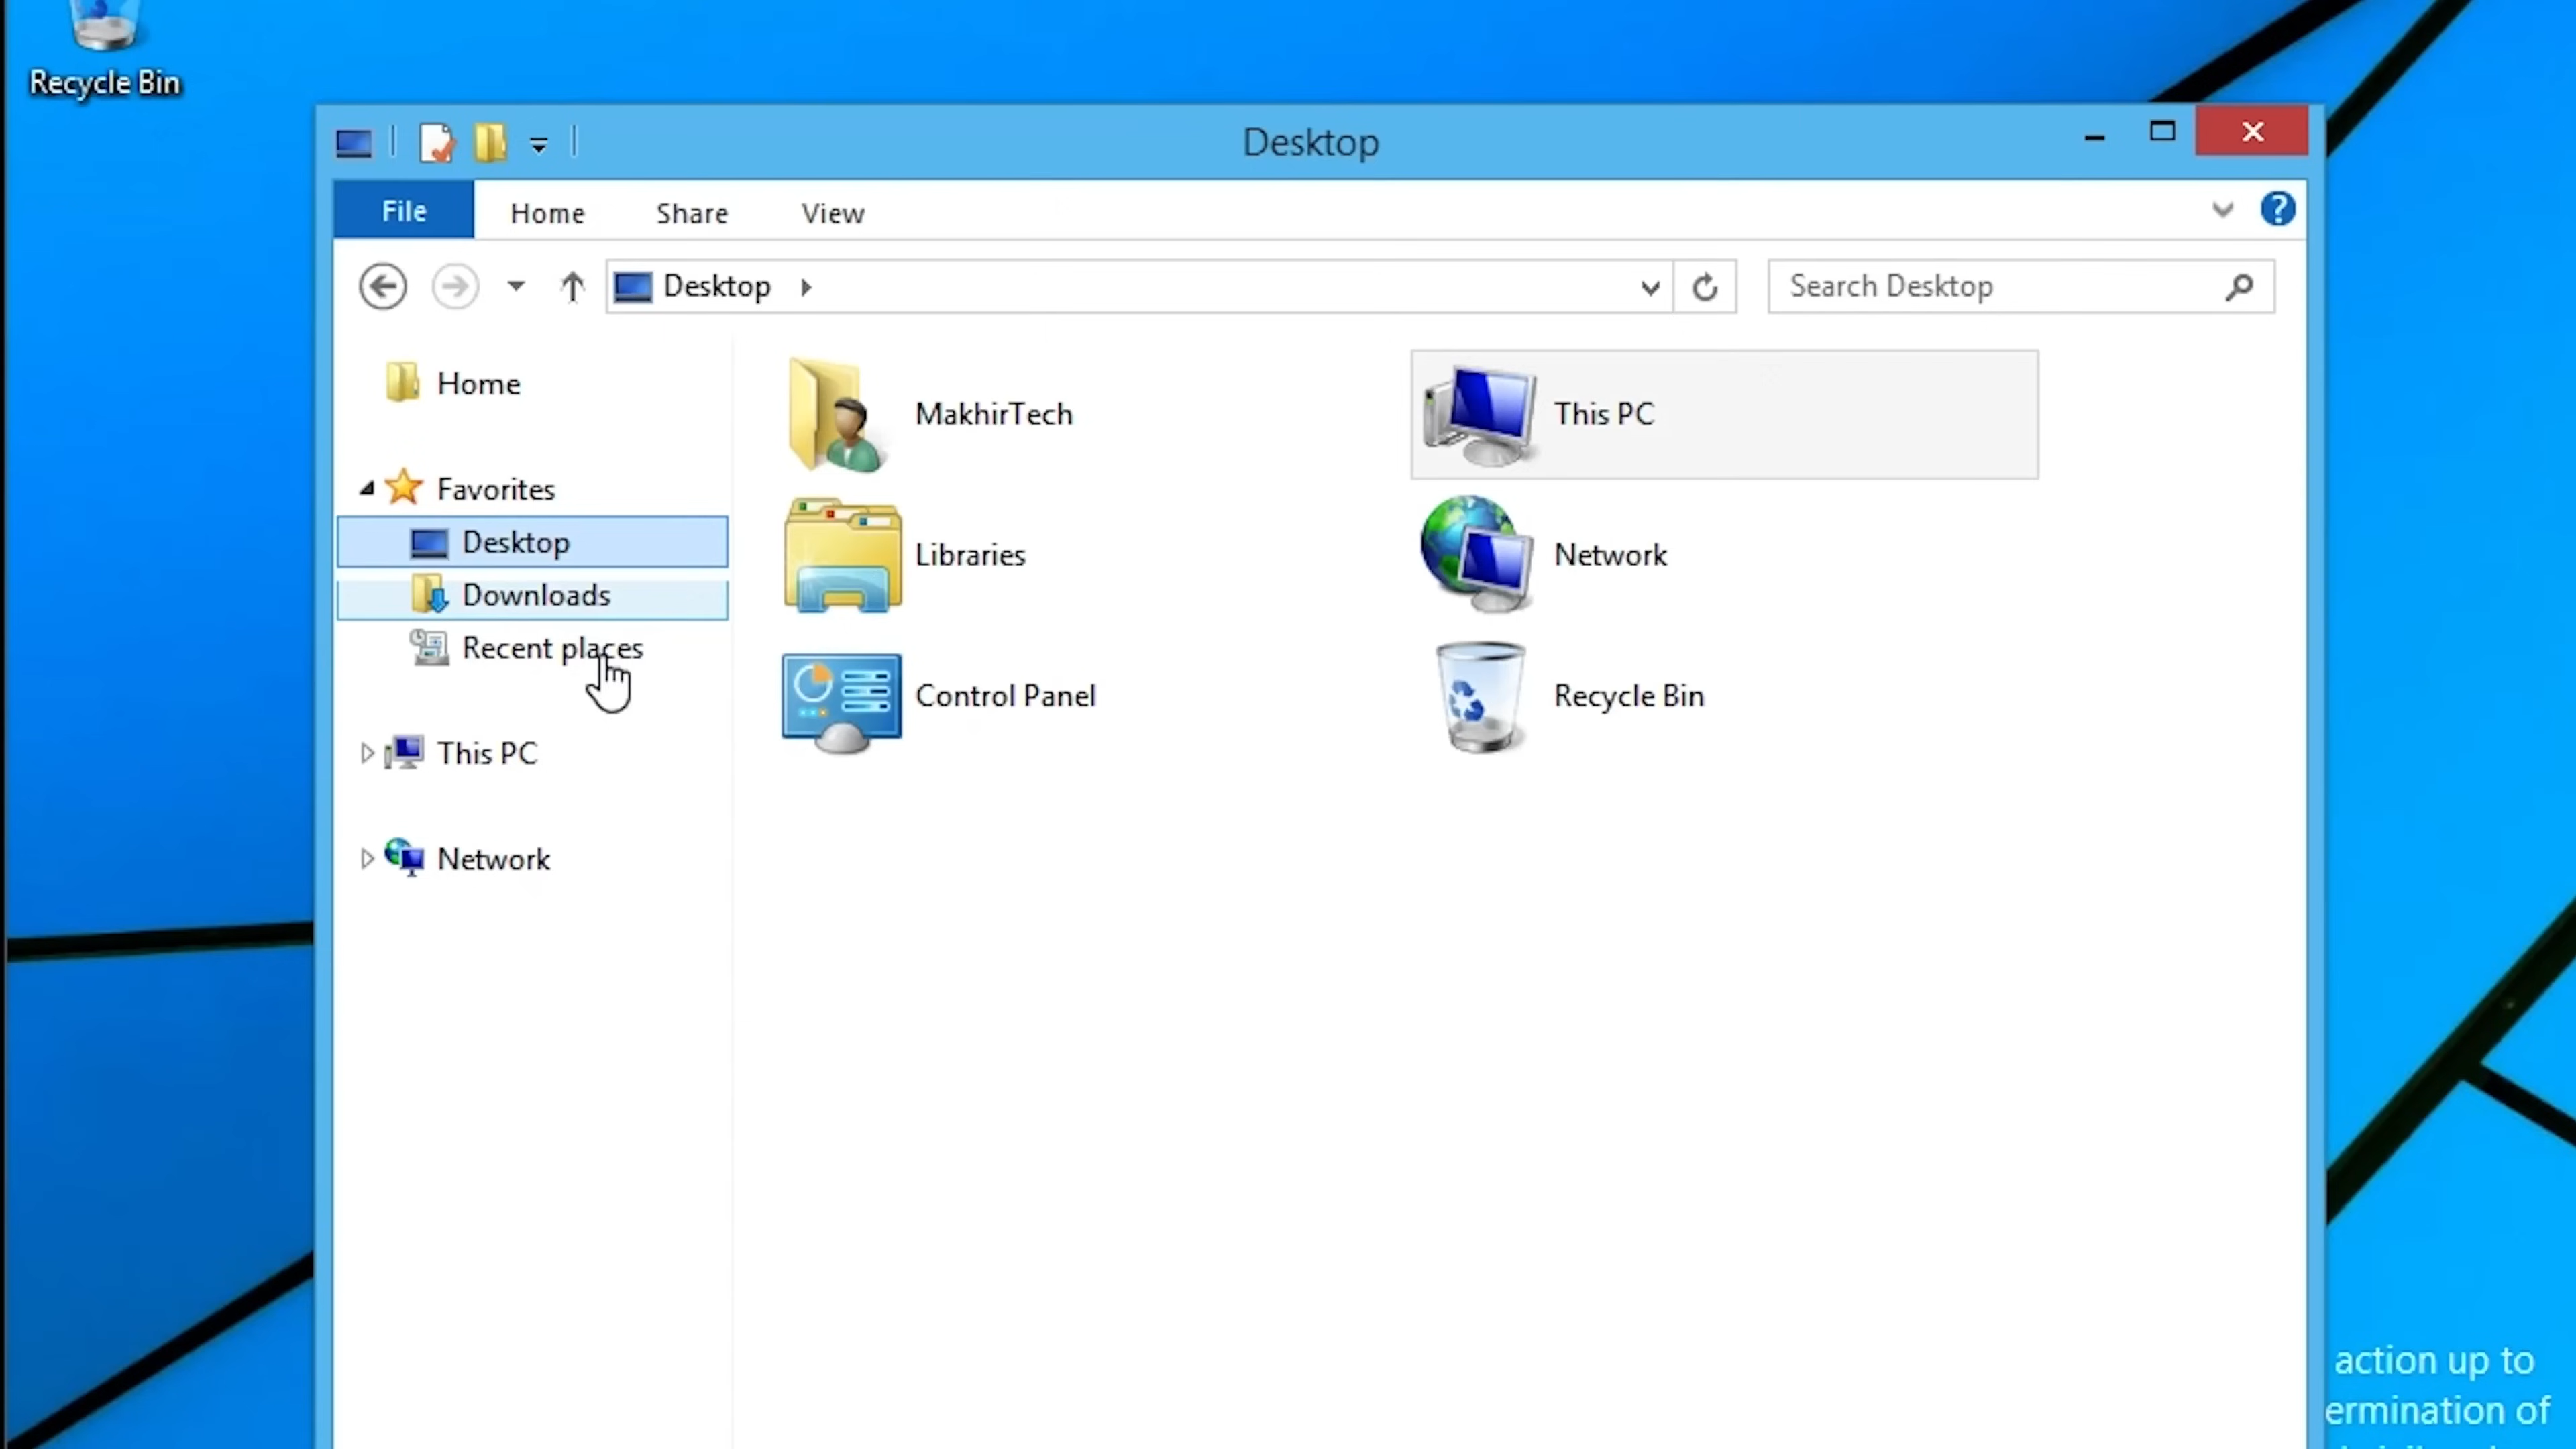 Recycle Bin
Desktop
File Home Share View
Desktop
Search Desktop
Home
Favorites
Desktop
Downloads
Recent places
This PC
Network
MakhirTech
This PC
Libraries
Network
Control Panel
Recycle Bin
action up to
ermination of